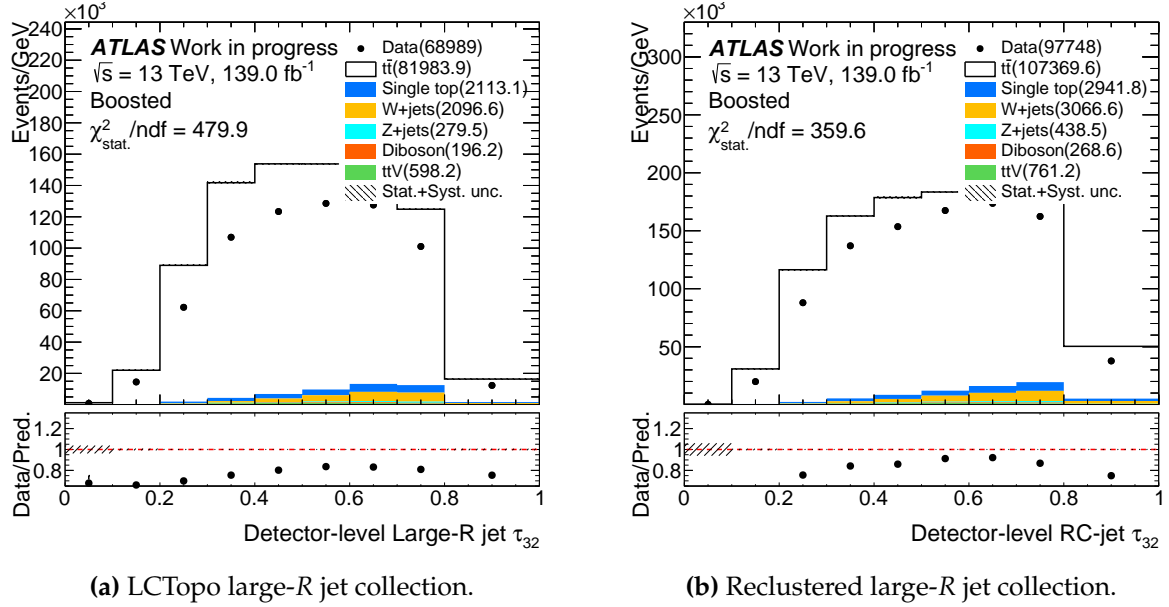 ×10³
240
220
200
180
160
140
120
100
80
60
40
20
Events/GeV
ATLAS Work in progress
√s = 13 TeV, 139.0 fb⁻¹
Boosted
χ²stat./ndf = 479.9
Data(68989)
tt̄(81983.9)
Single top(2113.1)
W+jets(2096.6)
Z+jets(279.5)
Diboson(196.2)
ttV(598.2)
Stat.+Syst. unc.
1.2
1
0.8
Data/Pred.
0 0.2 0.4 0.6 0.8 1
Detector-level Large-R jet τ₃₂
(a) LCTopo large-R jet collection.
×10³
300
250
200
150
100
50
Events/GeV
ATLAS Work in progress
√s = 13 TeV, 139.0 fb⁻¹
Boosted
χ²stat./ndf = 359.6
Data(97748)
tt̄(107369.6)
Single top(2941.8)
W+jets(3066.6)
Z+jets(438.5)
Diboson(268.6)
ttV(761.2)
Stat.+Syst. unc.
1.2
1
0.8
Data/Pred.
0 0.2 0.4 0.6 0.8 1
Detector-level RC-jet τ₃₂
(b) Reclustered large-R jet collection.